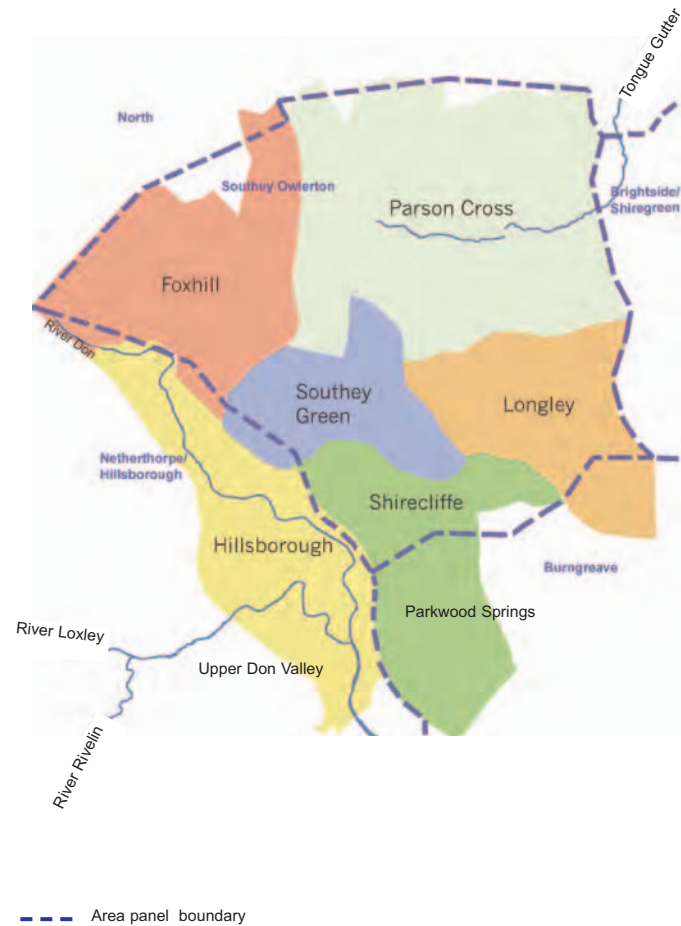 Tongue Gutter
North
Southey Owlerton
Brightside/
Shiregreen
Parson Cross
Foxhill
River Don
Southey
Green
Longley
Netherthorpe/
Hillsborough
Shirecliffe
Hillsborough
Burngreave
Parkwood Springs
River Loxley
Upper Don Valley
River Rivelin
Area panel boundary